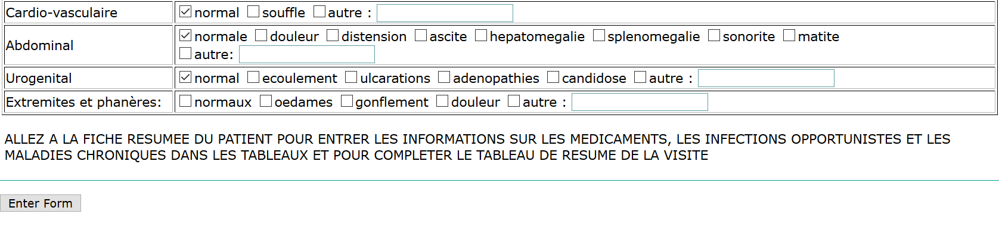 Cardio-vasculaire normal souffle autre :
Abdominal normale douleur distension ascite hepatomegalie splenomegalie sonorite matite
autre:
Urogenital normal ecoulement ulcarations adenopathies candidose autre :
Extremites et phanères: normaux oedames gonflement douleur autre :
ALLEZ A LA FICHE RESUMEE DU PATIENT POUR ENTRER LES INFORMATIONS SUR LES MEDICAMENTS, LES INFECTIONS OPPORTUNISTES ET LES
MALADIES CHRONIQUES DANS LES TABLEAUX ET POUR COMPLETER LE TABLEAU DE RESUME DE LA VISITE
Enter Form